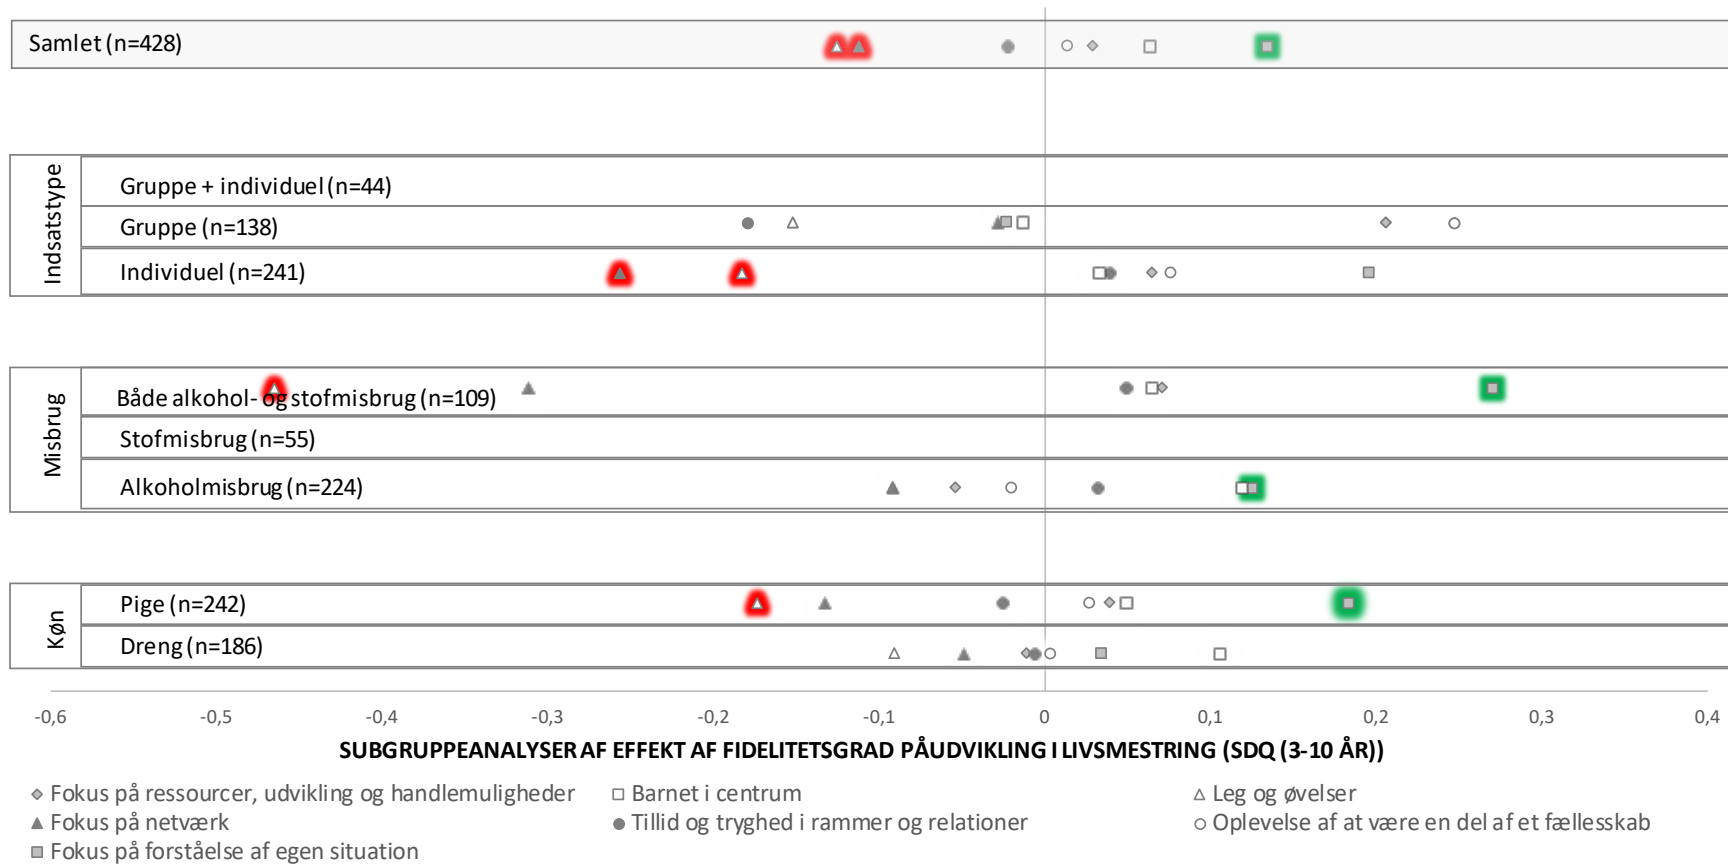 Samlet (n=428)
Indsatstype
Gruppe + individuel (n=44)
Gruppe (n=138)
Individuel (n=241)
Misbrug
Både alkohol- og stofmisbrug (n=109)
Stofmisbrug (n=55)
Alkoholmisbrug (n=224)
Køn
Pige (n=242)
Dreng (n=186)
-0,6 -0,5 -0,4 -0,3 -0,2 -0,1 0 0,1 0,2 0,3 0,4
SUBGRUPPEANALYSER AF EFFEKT AF FIDELITETSGRAD PÅUDVIKLING I LIVSMESTRING (SDQ (3-10 ÅR))
Fokus på ressourcer, udvikling og handlemuligheder Barnet i centrum Leg og øvelser
Fokus på netværk Tillid og tryghed i rammer og relationer Oplevelse af at være en del af et fællesskab
Fokus på forståelse af egen situation